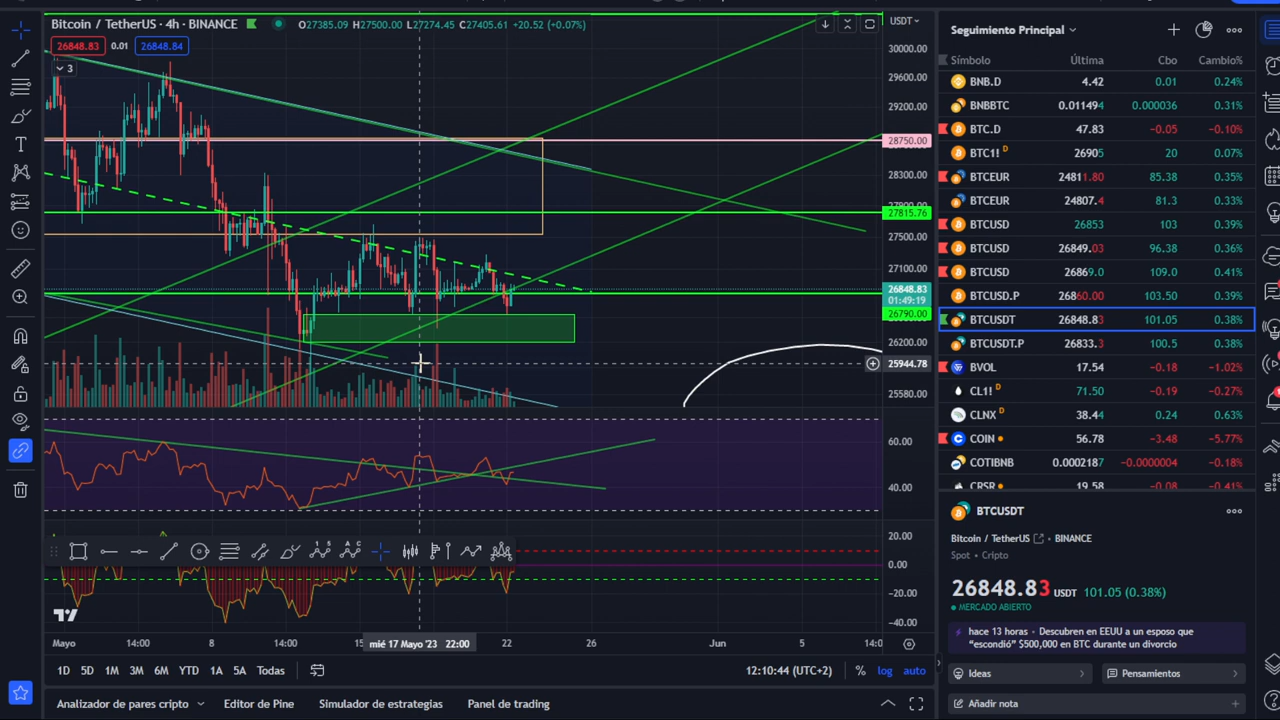 Bitcoin / TetherUS · 4h · BINANCE O27385.09 H27500.00 L27274.45 C27405.61 +20.52 (+0.07%)
26848.83 0.01 26848.84
3
USDT
30000.00
29600.00
29200.00
28750.00
28300.00
27900.00
27815.76
27500.00
27100.00
26848.83
01:49:19
26790.00
26200.00
25944.78
25580.00
60.00
40.00
20.00
0.00
−20.00
−40.00
Mayo 14:00 8 14:00 15 mié 17 Mayo '23 22:00 22 26 Jun 5 14:0
1D 5D 1M 3M 6M YTD 1A 5A Todas 12:10:44 (UTC+2) % log auto
Analizador de pares cripto Editor de Pine Simulador de estrategias Panel de trading
Seguimiento Principal
Símbolo Última Cbo Cambio%
BNB.D 4.42 0.01 0.24%
BNBBTC 0.011494 0.000036 0.31%
BTC.D 47.83 −0.05 −0.10%
BTC1! D 26905 20 0.07%
BTCEUR 24811.80 85.38 0.35%
BTCEUR 24807.4 81.3 0.33%
BTCUSD 26853 103 0.39%
BTCUSD 26849.03 96.38 0.36%
BTCUSD 26869.0 109.0 0.41%
BTCUSD.P 26860.00 103.50 0.39%
BTCUSDT 26848.83 101.05 0.38%
BTCUSDT.P 26833.3 100.5 0.38%
BVOL 17.54 −0.18 −1.02%
CL1! D 71.50 −0.19 −0.27%
CLNX D 38.44 0.24 0.63%
COIN 56.78 −3.48 −5.77%
COTIBNB 0.0002187 −0.0000004 −0.18%
CRSR 19.58 −0.08 −0.41%
BTCUSDT
Bitcoin / TetherUS · BINANCE
Spot · Cripto
26848.83 USDT 101.05 (0.38%)
MERCADO ABIERTO
hace 13 horas · Descubren en EEUU a un esposo que
“escondió” $500,000 en BTC durante un divorcio
Ideas Pensamientos
Añadir nota